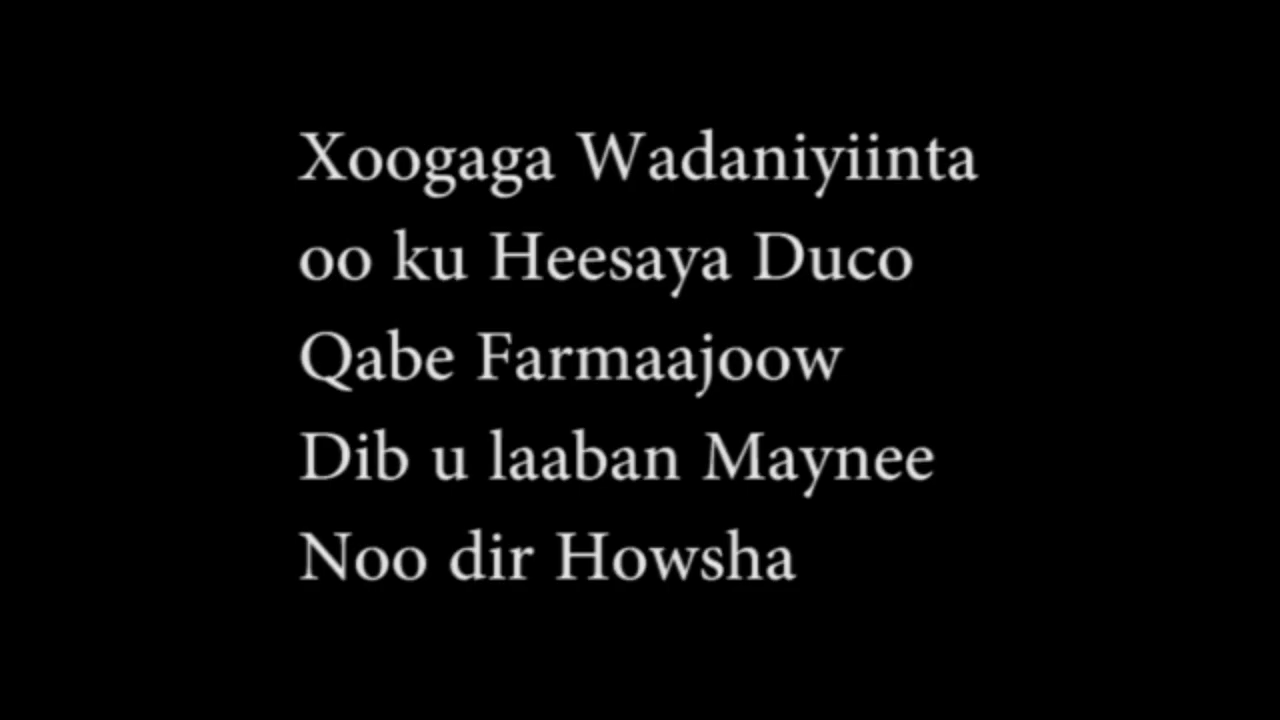 Xoogaga Wadaniyiinta
oo ku Heesaya Duco
Qabe Farmaajoow
Dib u laaban Maynee
Noo dir Howsha